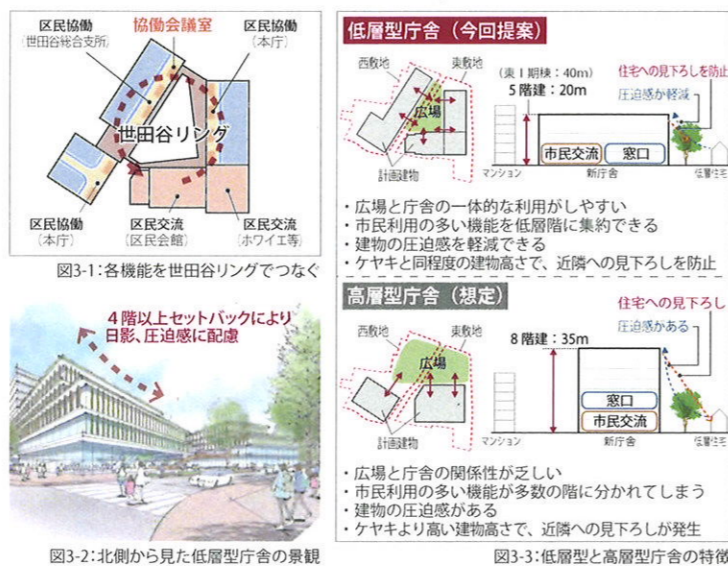 区民協働
(世田谷総合支所)
協働会議室
区民協働
(本庁)
世田谷リング
区民協働
(本庁)
区民交流
(区民会館)
区民交流
(ホワイエ等)
図3-1:各機能を世田谷リングでつなぐ
4階以上セットバックにより
日影、圧迫感に配慮
図3-2:北側から見た低層型庁舎の景観
低層型庁舎(今回提案)
西敷地
東敷地
広場
計画建物
(東Ⅰ期棟:40m)
5階建:20m
住宅への見下ろしを防止
圧迫感が軽減
市民交流
窓口
マンション
新庁舎
低層住宅
・広場と庁舎の一体的な利用がしやすい
・市民利用の多い機能を低層階に集約できる
・建物の圧迫感を軽減できる
・ケヤキと同程度の建物高さで、近隣への見下ろしを防止
高層型庁舎(想定)
西敷地
東敷地
広場
計画建物
8階建:35m
住宅への見下ろし
圧迫感がある
窓口
市民交流
マンション
新庁舎
低層住宅
・広場と庁舎の関係性が乏しい
・市民利用の多い機能が多数の階に分かれてしまう
・建物の圧迫感がある
・ケヤキより高い建物高さで、近隣への見下ろしが発生
図3-3:低層型と高層型庁舎の特徴